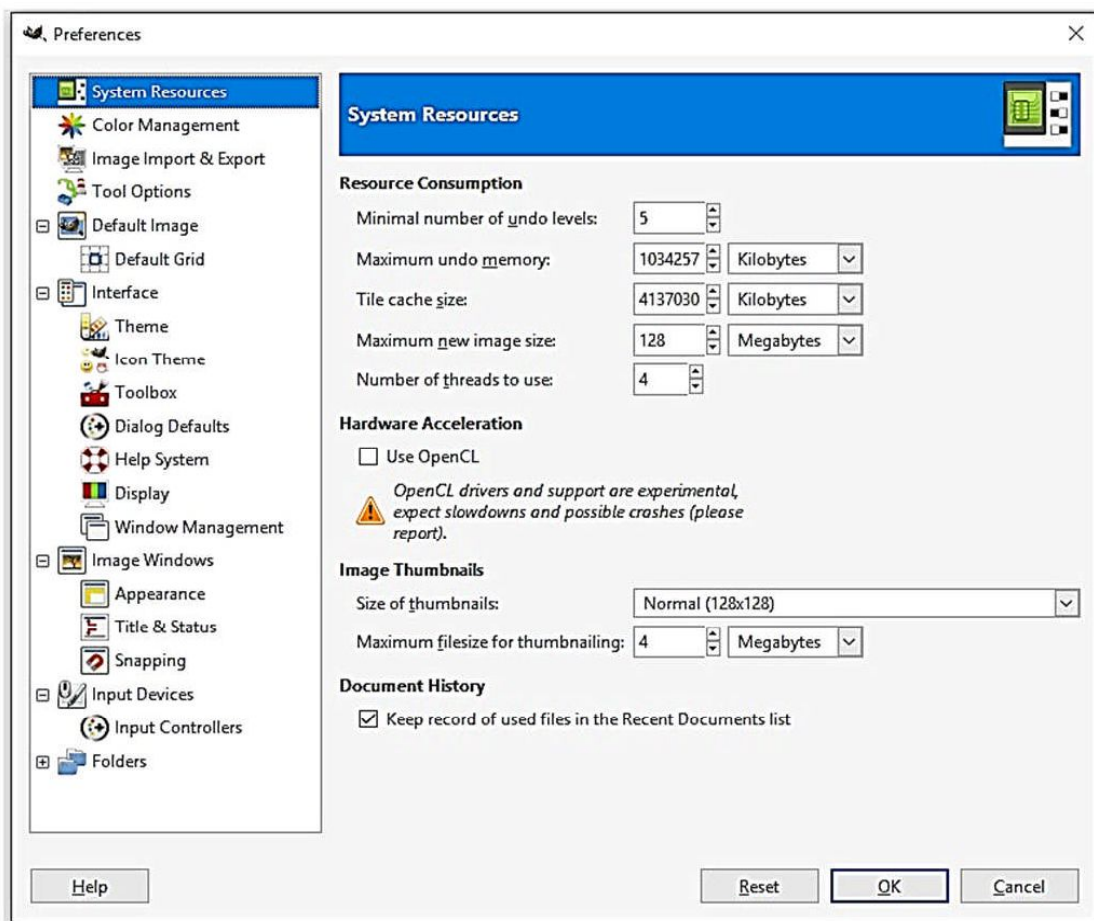 Preferences
System Resources
Color Management
Image Import & Export
Tool Options
Default Image
Default Grid
Interface
Theme
Icon Theme
Toolbox
Dialog Defaults
Help System
Display
Window Management
Image Windows
Appearance
Title & Status
Snapping
Input Devices
Input Controllers
Folders
System Resources
Resource Consumption
Minimal number of undo levels: 5
Maximum undo memory: 1034257 Kilobytes
Tile cache size: 4137030 Kilobytes
Maximum new image size: 128 Megabytes
Number of threads to use: 4
Hardware Acceleration
Use OpenCL
OpenCL drivers and support are experimental,
expect slowdowns and possible crashes (please
report).
Image Thumbnails
Size of thumbnails: Normal (128x128)
Maximum filesize for thumbnailing: 4 Megabytes
Document History
Keep record of used files in the Recent Documents list
Help Reset OK Cancel